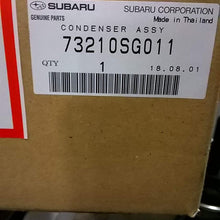 SUBARU
GENUINE PARTS
SUBARU CORPORATION
Made in Thailand
CONDENSER ASSY
73210SG011
QTY
1
18.08.01